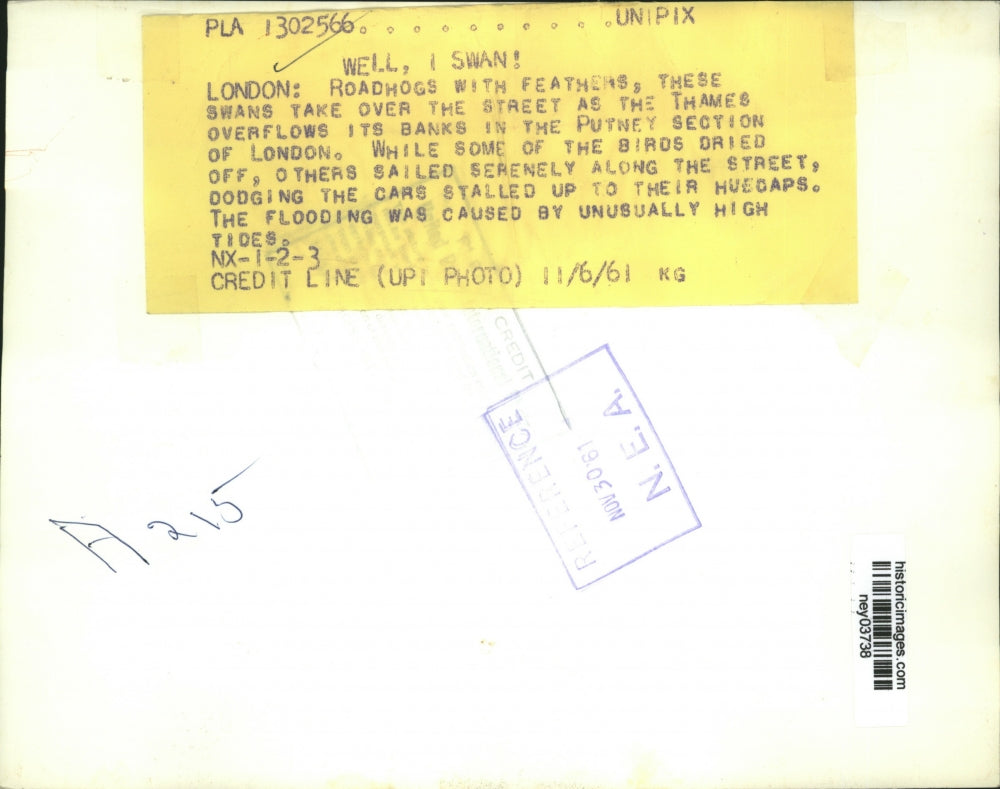 PLA 1302566. . . . . . . . . . .UNIPIX
WELL, I SWAN!
LONDON: ROADHOGS WITH FEATHERS, THESE
SWANS TAKE OVER THE STREET AS THE THAMES
OVERFLOWS ITS BANKS IN THE PUTNEY SECTION
OF LONDON. WHILE SOME OF THE BIRDS DRIED
OFF, OTHERS SAILED SERENELY ALONG THE STREET,
DODGING THE CARS STALLED UP TO THEIR HUBCAPS.
THE FLOODING WAS CAUSED BY UNUSUALLY HIGH
TIDES.
NX-1-2-3
CREDIT LINE (UPI PHOTO) 11/6/61 KG
CREDIT
REFERENCE
NOV 30 61
N. E. A.
A 215
historicimages.com
ney03738